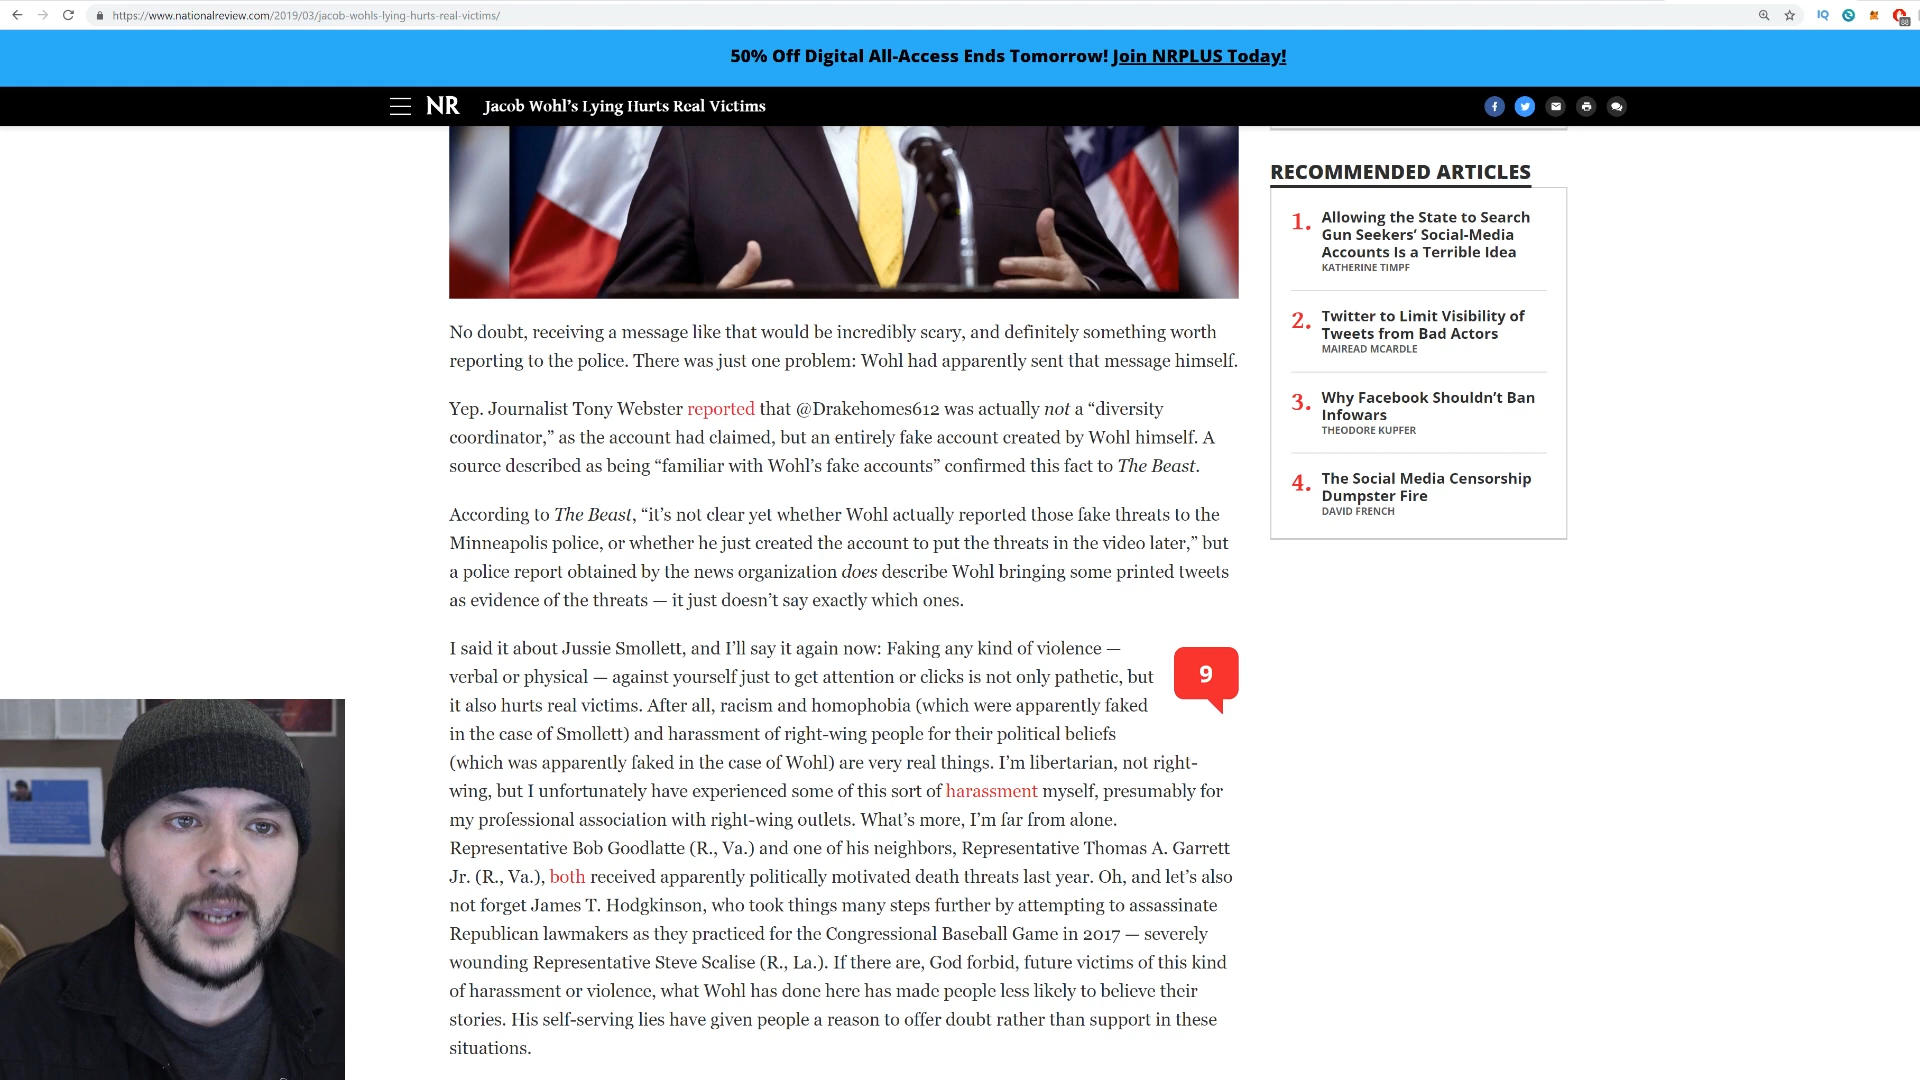 https://www.nationalreview.com/2019/03/jacob-wohls-lying-hurts-real-victims/
IQ
50% Off Digital All-Access Ends Tomorrow! Join NRPLUS Today!
NR Jacob Wohl's Lying Hurts Real Victims
No doubt, receiving a message like that would be incredibly scary, and definitely something worth
reporting to the police. There was just one problem: Wohl had apparently sent that message himself.
Yep. Journalist Tony Webster reported that @Drakehomes612 was actually not a “diversity
coordinator,” as the account had claimed, but an entirely fake account created by Wohl himself. A
source described as being “familiar with Wohl’s fake accounts” confirmed this fact to The Beast.
According to The Beast, “it’s not clear yet whether Wohl actually reported those fake threats to the
Minneapolis police, or whether he just created the account to put the threats in the video later,” but
a police report obtained by the news organization does describe Wohl bringing some printed tweets
as evidence of the threats — it just doesn’t say exactly which ones.
I said it about Jussie Smollett, and I’ll say it again now: Faking any kind of violence —
verbal or physical — against yourself just to get attention or clicks is not only pathetic, but
it also hurts real victims. After all, racism and homophobia (which were apparently faked
in the case of Smollett) and harassment of right-wing people for their political beliefs
(which was apparently faked in the case of Wohl) are very real things. I’m libertarian, not right-
wing, but I unfortunately have experienced some of this sort of harassment myself, presumably for
my professional association with right-wing outlets. What’s more, I’m far from alone.
Representative Bob Goodlatte (R., Va.) and one of his neighbors, Representative Thomas A. Garrett
Jr. (R., Va.), both received apparently politically motivated death threats last year. Oh, and let’s also
not forget James T. Hodgkinson, who took things many steps further by attempting to assassinate
Republican lawmakers as they practiced for the Congressional Baseball Game in 2017 — severely
wounding Representative Steve Scalise (R., La.). If there are, God forbid, future victims of this kind
of harassment or violence, what Wohl has done here has made people less likely to believe their
stories. His self-serving lies have given people a reason to offer doubt rather than support in these
situations.
9
RECOMMENDED ARTICLES
1. Allowing the State to Search
Gun Seekers’ Social-Media
Accounts Is a Terrible Idea
KATHERINE TIMPF
2. Twitter to Limit Visibility of
Tweets from Bad Actors
MAIREAD MCARDLE
3. Why Facebook Shouldn’t Ban
Infowars
THEODORE KUPFER
4. The Social Media Censorship
Dumpster Fire
DAVID FRENCH